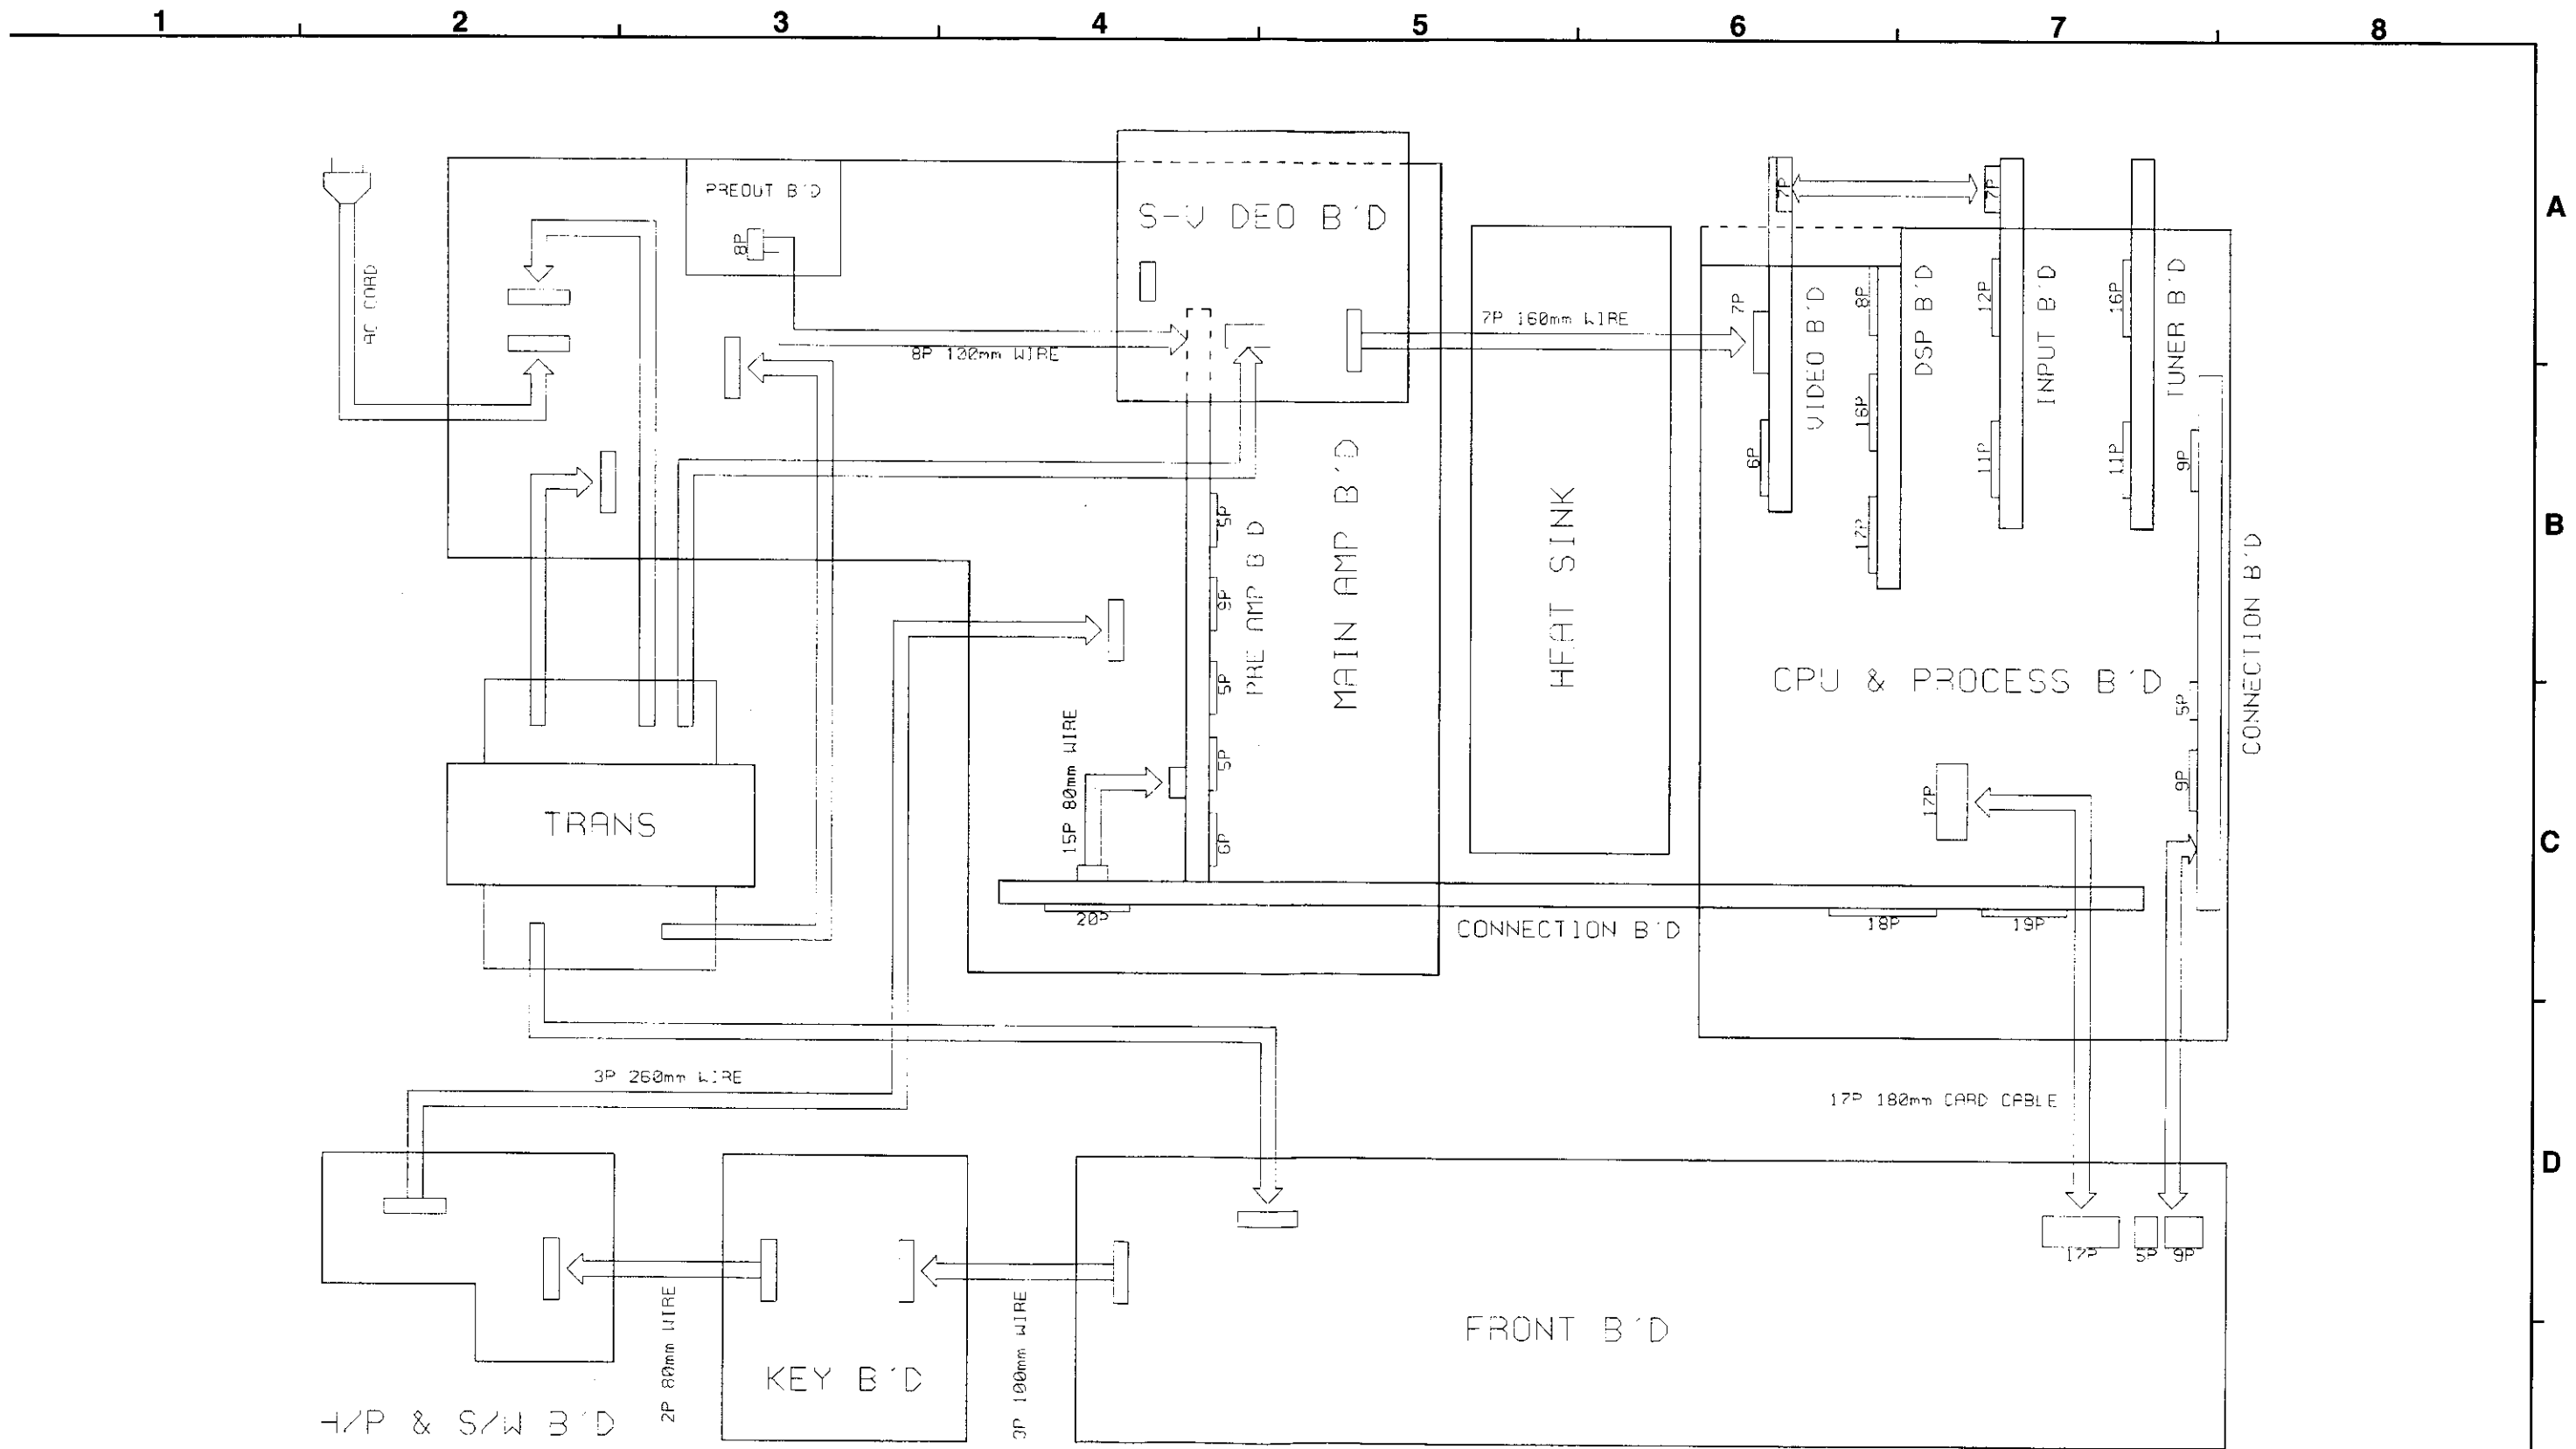 1 2 3 4 5 6 7 8
A
B
C
D
AC CORD
PREOUT B'D
8P
S-V DEO B'D
8P 100mm WIRE
7P 160mm WIRE
7P
7P
7P
6P
VIDEO B'D
8P
16P
17P
DSP B'D
12P
11P
INPUT B'D
16P
11P
TUNER B'D
9P
5P
9P
CONNECTION B'D
5P
9P
5P
5P
6P
PRE AMP B D
MAIN AMP B'D
HEAT SINK
CPU & PROCESS B'D
17P
TRANS
15P 80mm WIRE
20P
CONNECTION B'D
18P
19P
3P 260mm WIRE
17P 180mm CARD CABLE
17P
5P
9P
H/P & S/W B'D
2P 80mm WIRE
KEY B'D
3P 100mm WIRE
FRONT B'D